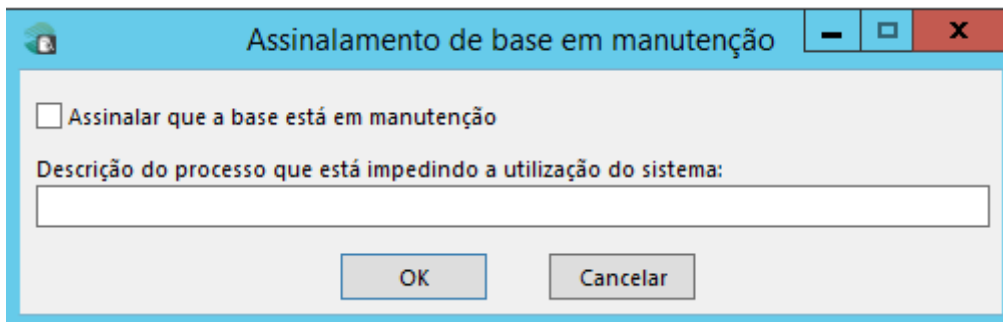 Assinalamento de base em manutenção
Assinalar que a base está em manutenção
Descrição do processo que está impedindo a utilização do sistema:
OK Cancelar